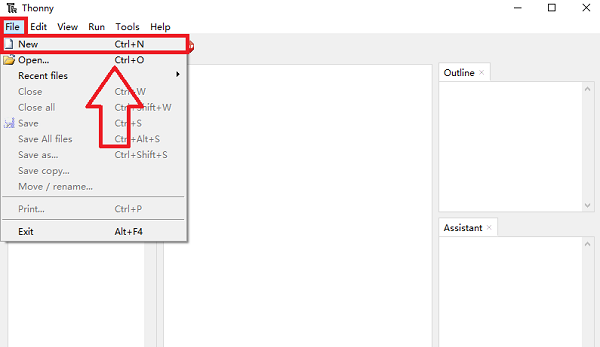 Thonny
File Edit View Run Tools Help
New Ctrl+N
Open... Ctrl+O
Recent files
Close Ctrl+W
Close all Ctrl+Shift+W
Save Ctrl+S
Save All files Ctrl+Alt+S
Save as... Ctrl+Shift+S
Save copy...
Move / rename...
Print... Ctrl+P
Exit Alt+F4
Outline
Assistant